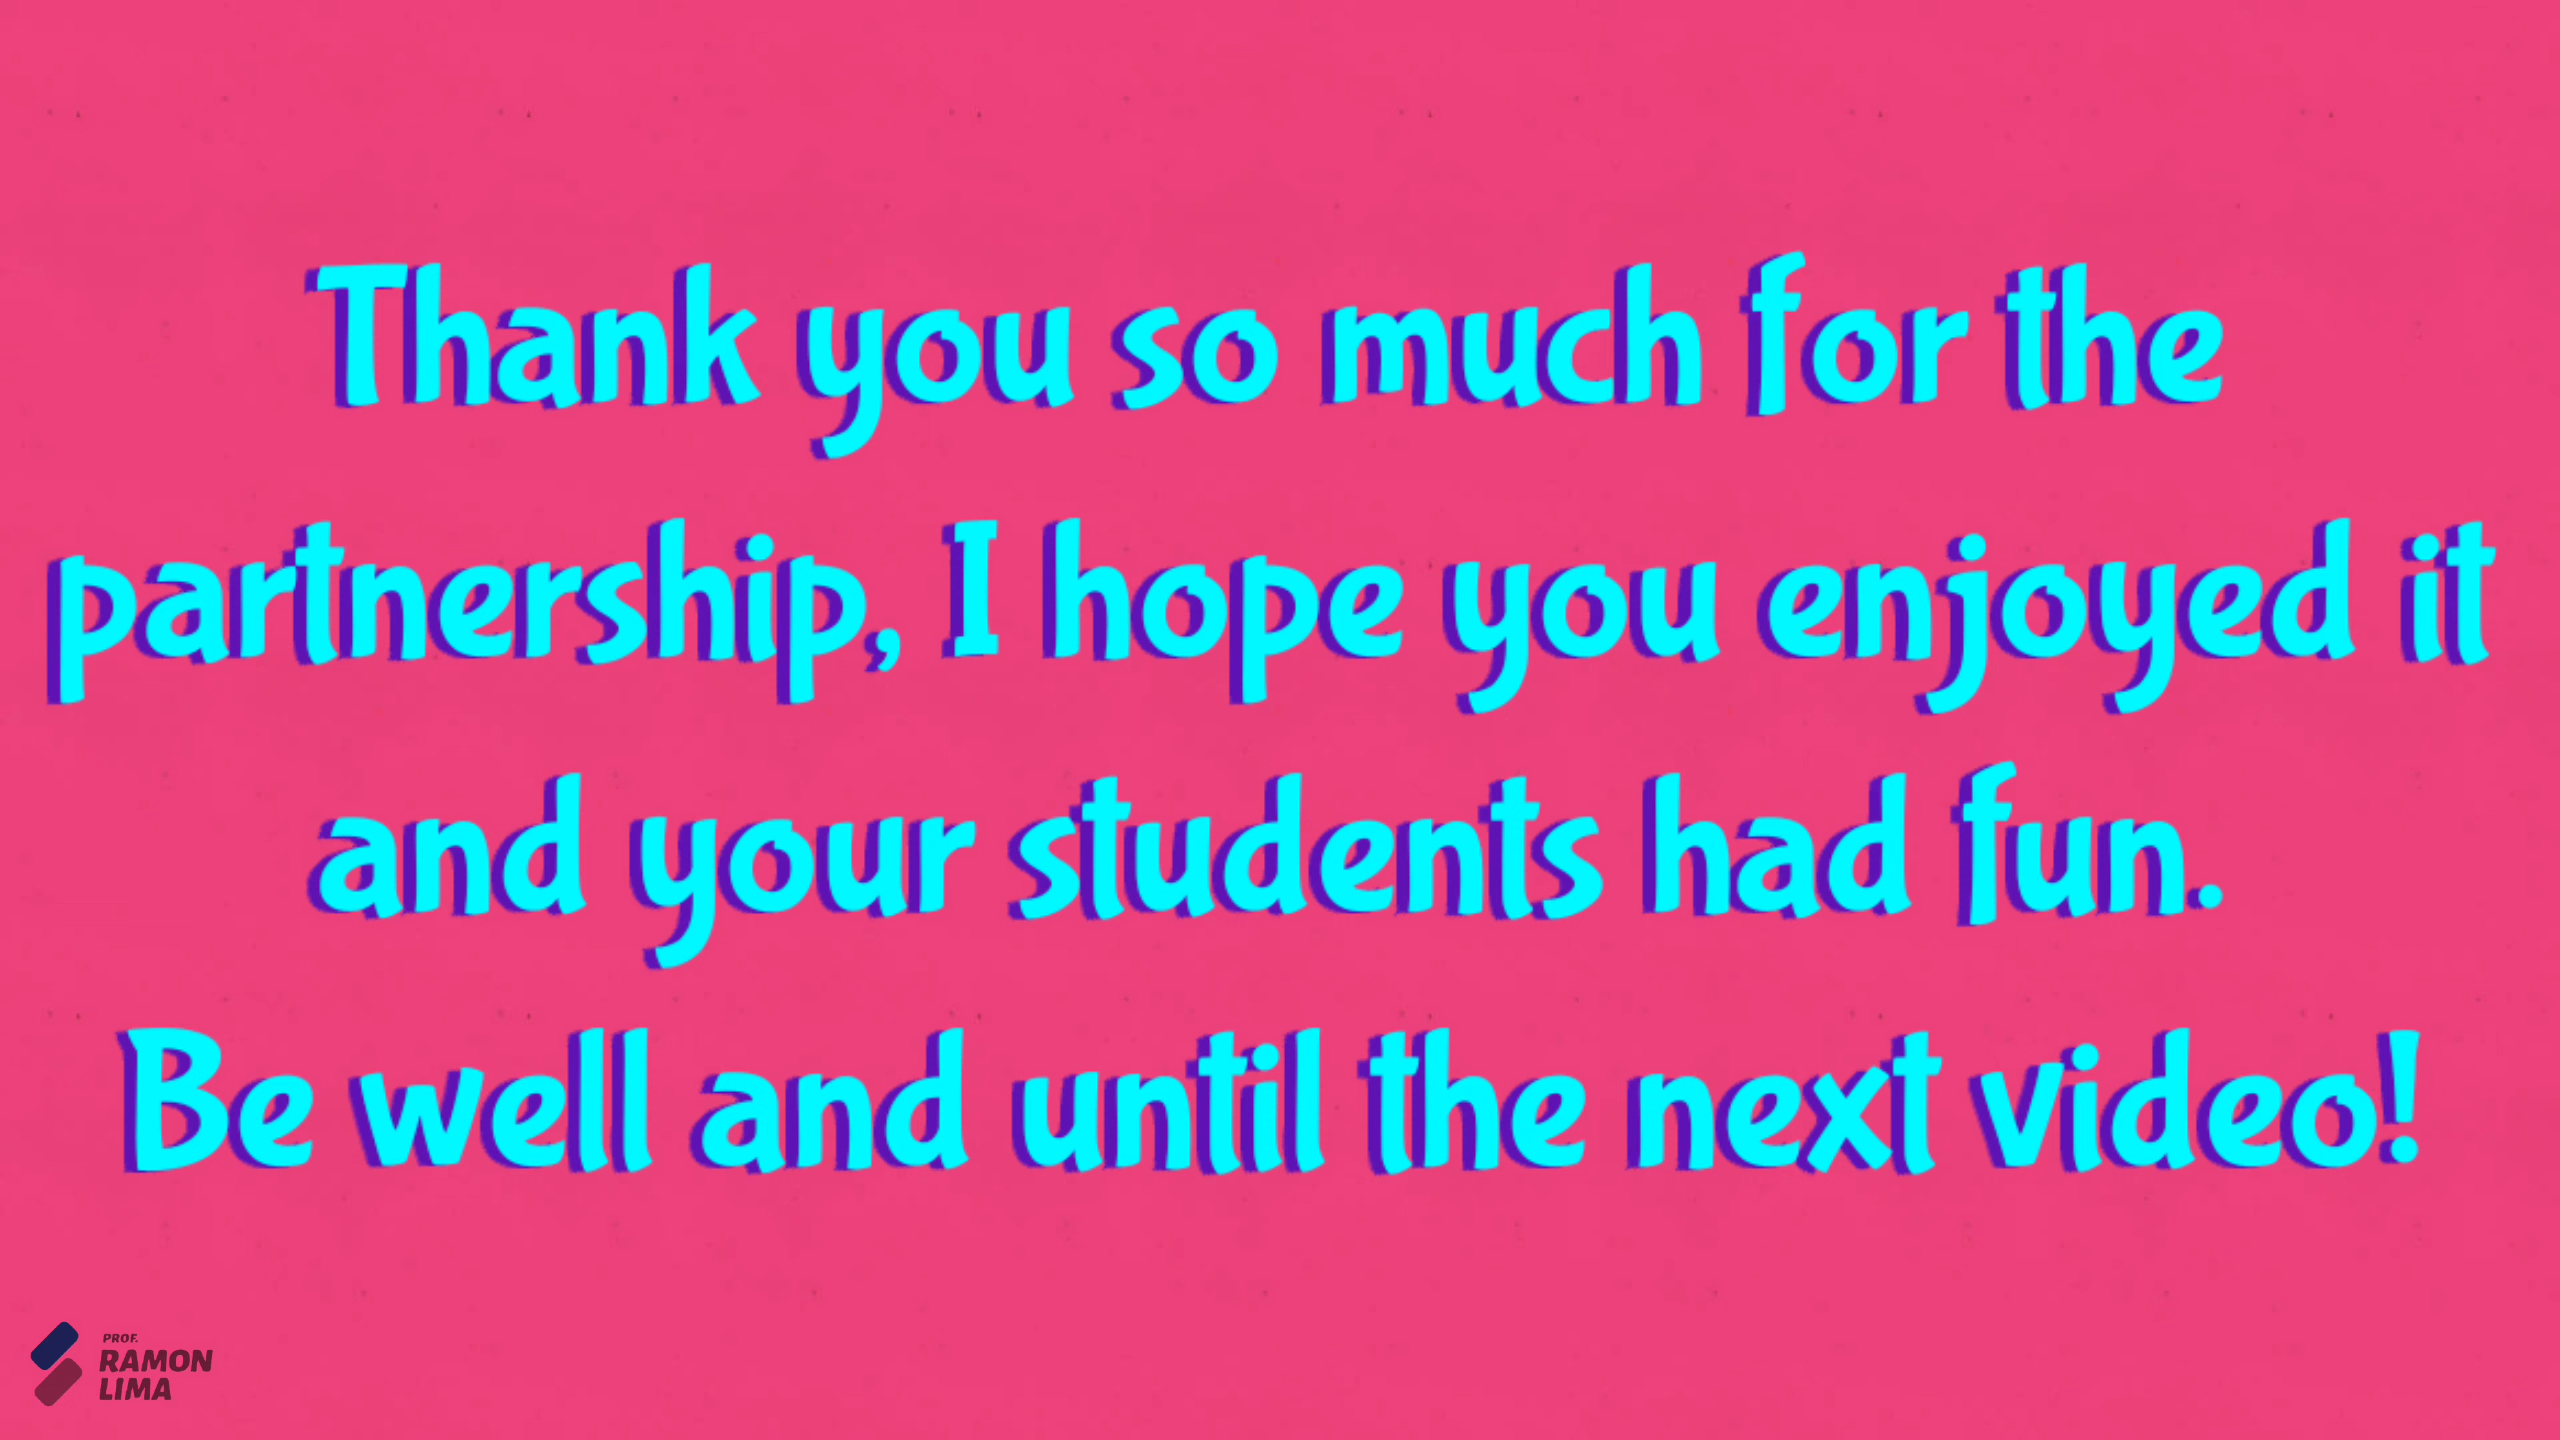 Thank you so much for the
partnership, I hope you enjoyed it
and your students had fun.
Be well and until the next video!
PROF.
RAMON
LIMA